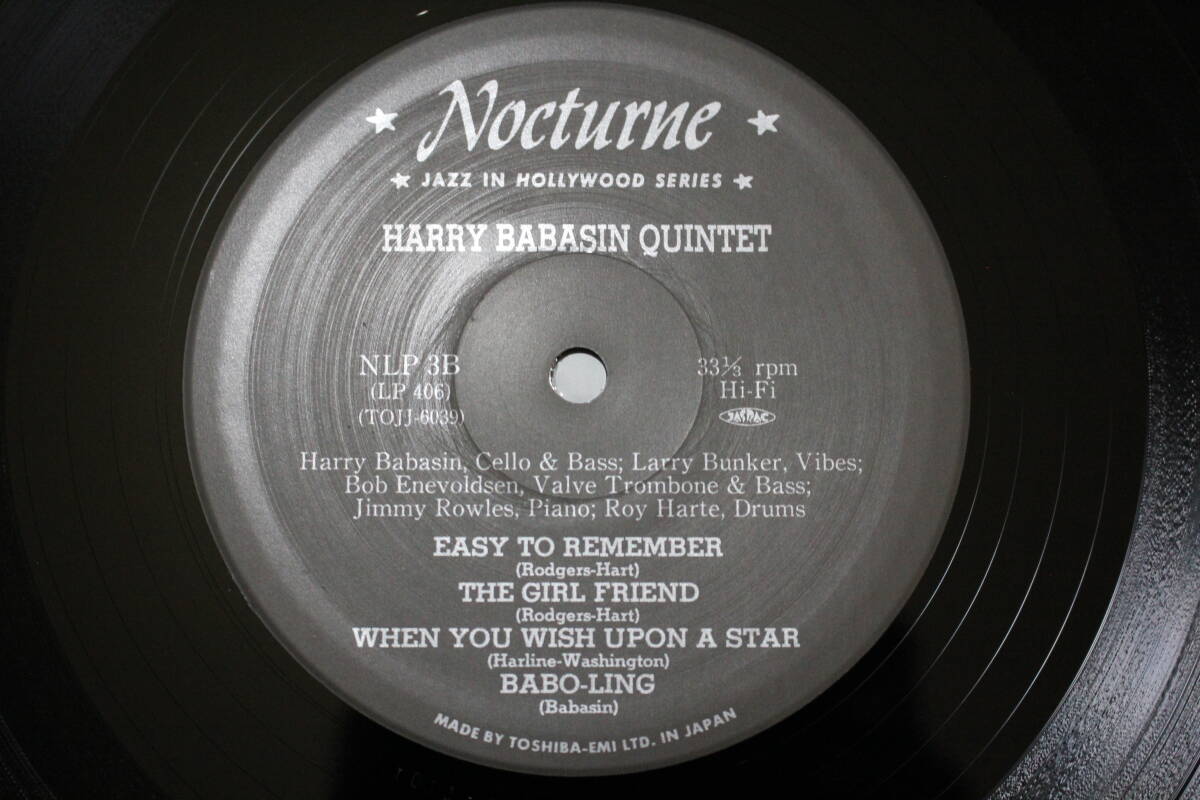 Nocturne
JAZZ IN HOLLYWOOD SERIES
HARRY BABASIN QUINTET
NLP 3B
(LP 406)
(TOJJ-6039)
33⅓ rpm
Hi-Fi
JASRAC
Harry Babasin, Cello & Bass; Larry Bunker, Vibes;
Bob Enevoldsen, Valve Trombone & Bass;
Jimmy Rowles, Piano; Roy Harte, Drums
EASY TO REMEMBER
(Rodgers-Hart)
THE GIRL FRIEND
(Rodgers-Hart)
WHEN YOU WISH UPON A STAR
(Harline-Washington)
BABO-LING
(Babasin)
MADE BY TOSHIBA-EMI LTD. IN JAPAN